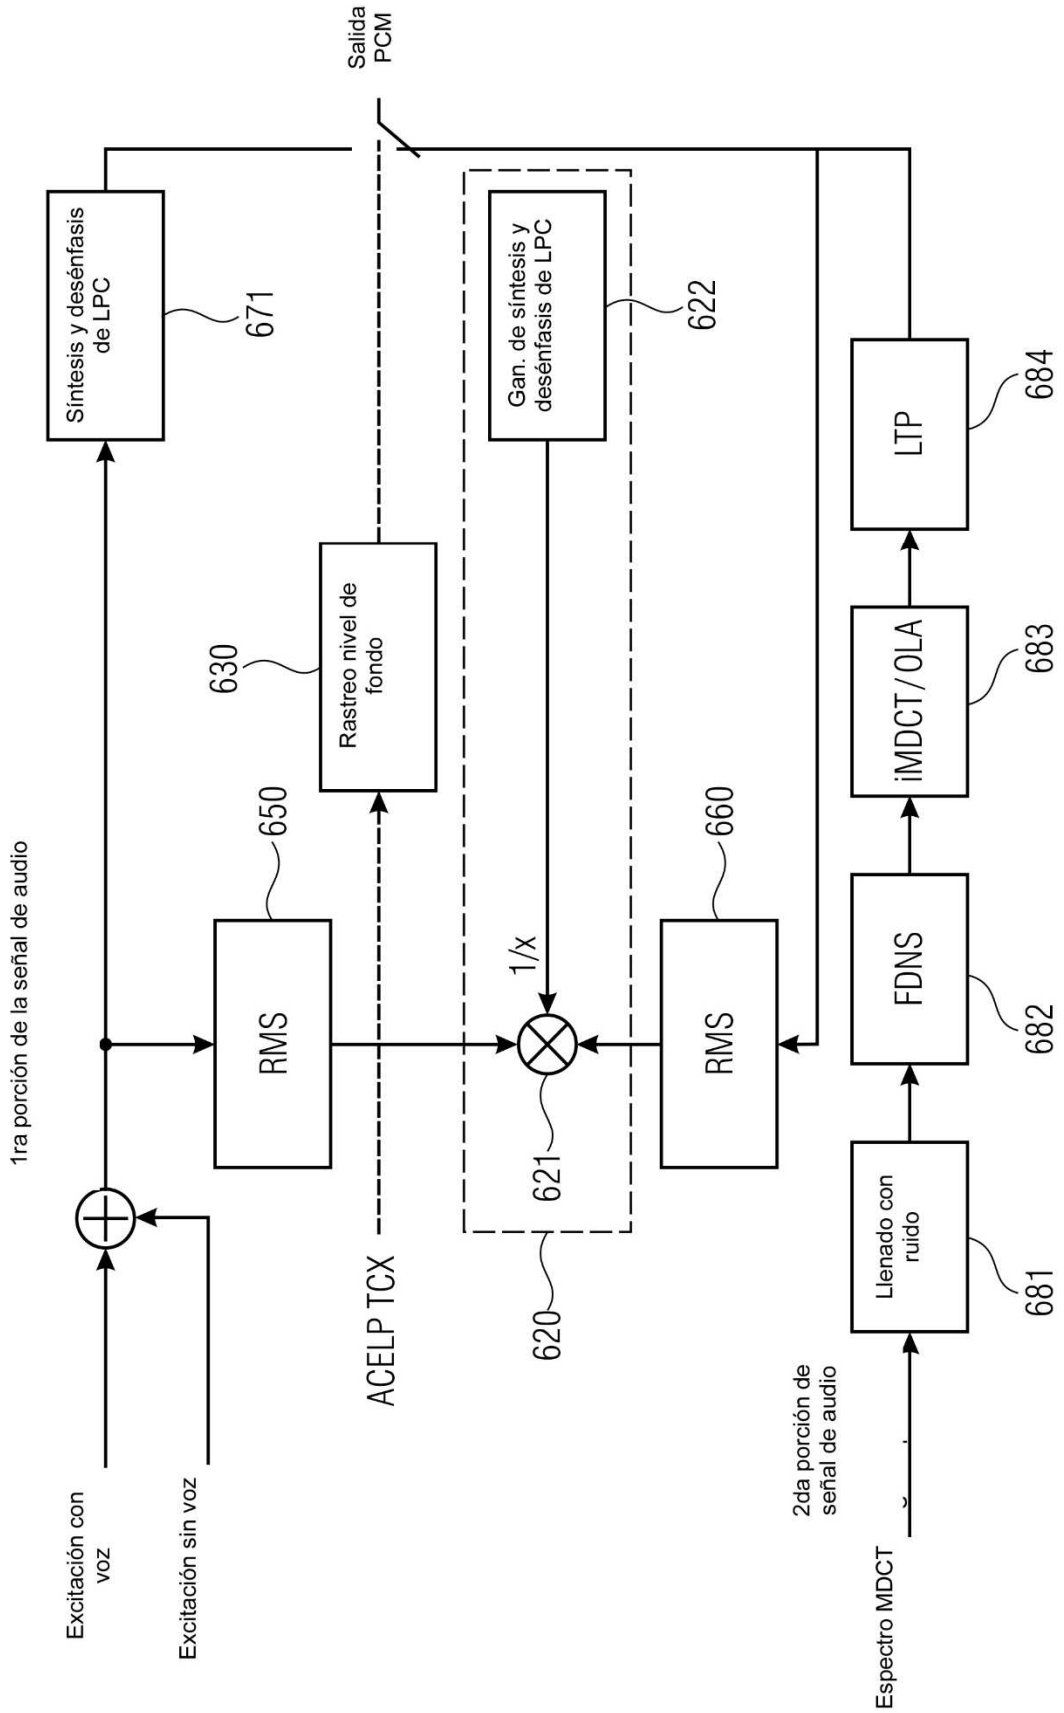 1ra porción de la señal de audio
Excitación con
voz
Excitación sin voz
Síntesis y desénfasis
de LPC
671
Salida
PCM
RMS
650
630
Rastreo nivel de
fondo
ACELP TCX
620
621
1/x
Gan. de síntesis y
desénfasis de LPC
622
RMS
660
2da porción de
señal de audio
Espectro MDCT
Llenado con
ruido
681
FDNS
682
iMDCT/OLA
683
LTP
684